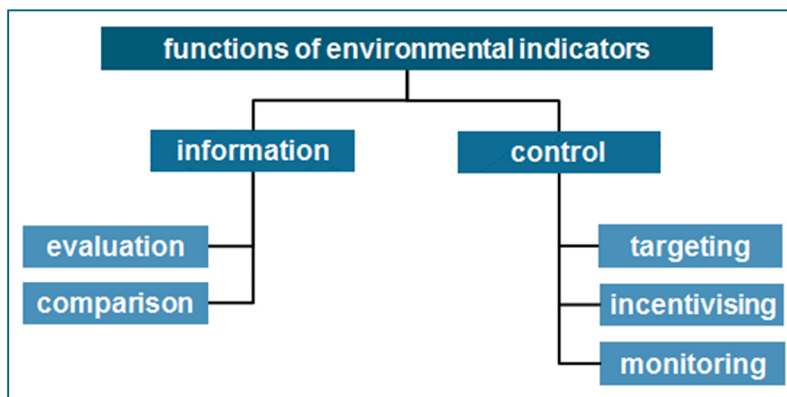 functions of environmental indicators
information
control
evaluation
comparison
targeting
incentivising
monitoring